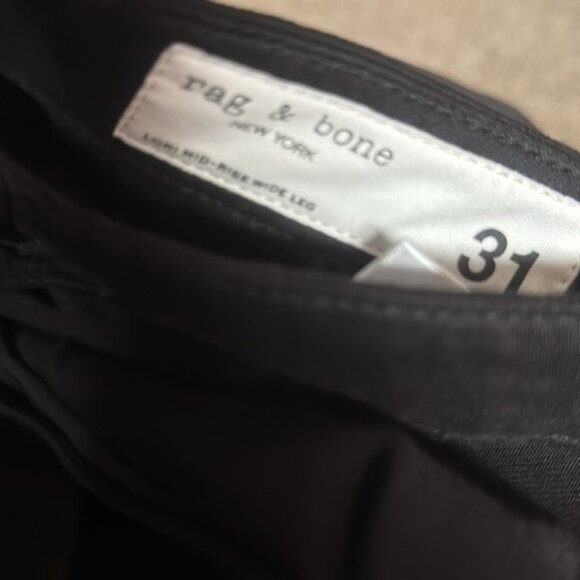 rag & bone
NEW YORK
MID-RISE WIDE LEG
31